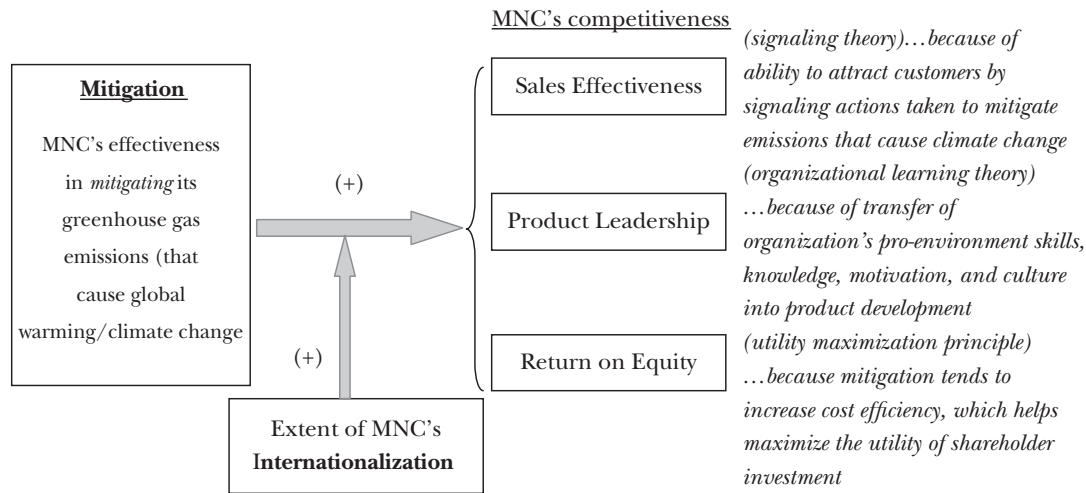 MNC's competitiveness
Mitigation
MNC's effectiveness
in mitigating its
greenhouse gas
emissions (that
cause global
warming/climate change
(+)
(+)
Extent of MNC's
Internationalization
Sales Effectiveness
Product Leadership
Return on Equity
(signaling theory)…because of
ability to attract customers by
signaling actions taken to mitigate
emissions that cause climate change
(organizational learning theory)
…because of transfer of
organization's pro-environment skills,
knowledge, motivation, and culture
into product development
(utility maximization principle)
…because mitigation tends to
increase cost efficiency, which helps
maximize the utility of shareholder
investment